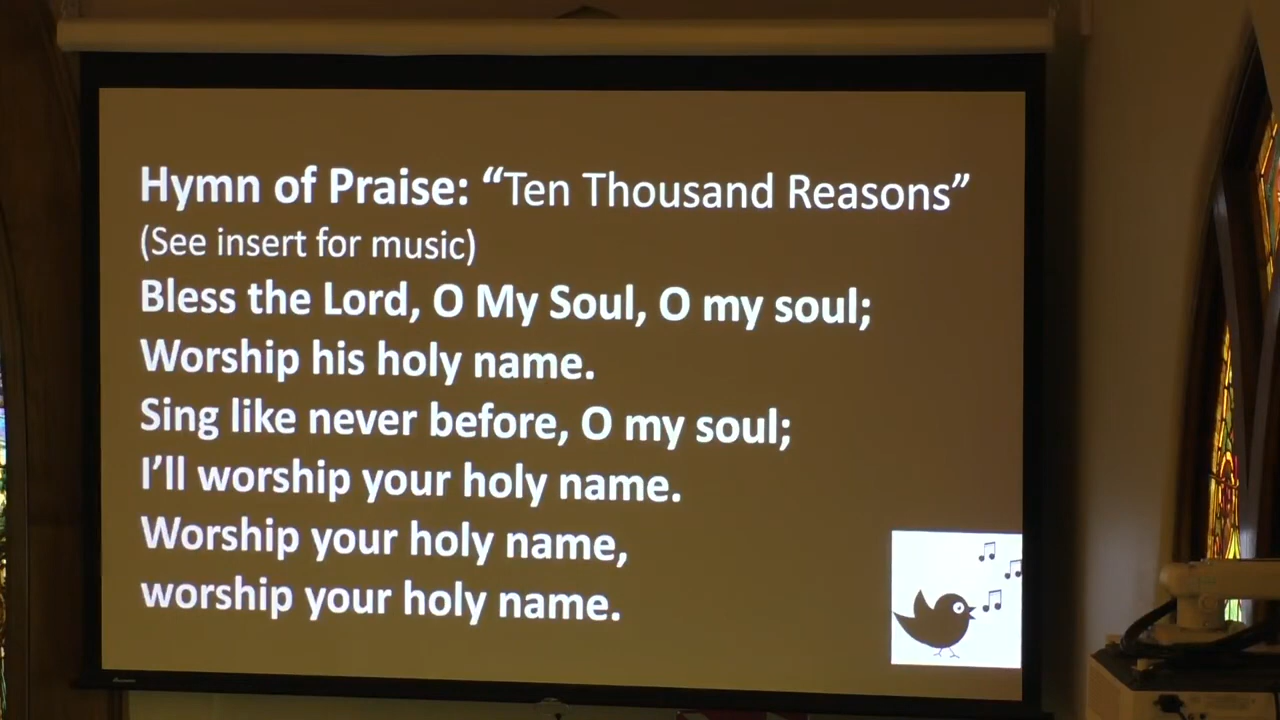 Hymn of Praise: “Ten Thousand Reasons”
(See insert for music)
Bless the Lord, O My Soul, O my soul;
Worship his holy name.
Sing like never before, O my soul;
I’ll worship your holy name.
Worship your holy name,
worship your holy name.